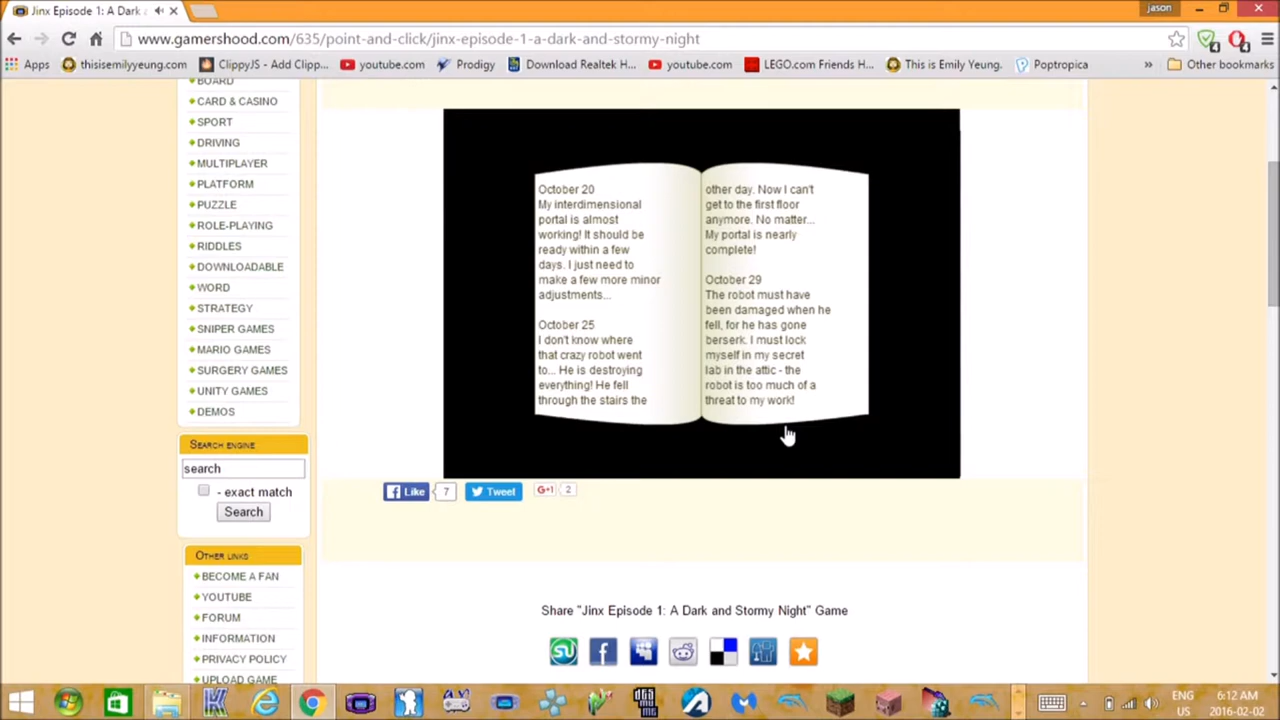 Jinx Episode 1: A Dark
jason
www.gamershood.com/635/point-and-click/jinx-episode-1-a-dark-and-stormy-night
4
4
Apps
thisisemilyyeung.com
ClippyJS - Add Clipp...
youtube.com
Prodigy
Download Realtek H...
youtube.com
LEGO.com Friends H...
This is Emily Yeung.
Poptropica
»
Other bookmarks
BOARD
CARD & CASINO
SPORT
DRIVING
MULTIPLAYER
PLATFORM
PUZZLE
ROLE-PLAYING
RIDDLES
DOWNLOADABLE
WORD
STRATEGY
SNIPER GAMES
MARIO GAMES
SURGERY GAMES
UNITY GAMES
DEMOS
SEARCH ENGINE
search
- exact match
Search
OTHER LINKS
BECOME A FAN
YOUTUBE
FORUM
INFORMATION
PRIVACY POLICY
UPLOAD GAME
October 20
My interdimensional
portal is almost
working! It should be
ready within a few
days. I just need to
make a few more minor
adjustments...
October 25
I don't know where
that crazy robot went
to... He is destroying
everything! He fell
through the stairs the
other day. Now I can't
get to the first floor
anymore. No matter...
My portal is nearly
complete!
October 29
The robot must have
been damaged when he
fell, for he has gone
berserk. I must lock
myself in my secret
lab in the attic - the
robot is too much of a
threat to my work!
Like
7
Tweet
G+1
2
Share "Jinx Episode 1: A Dark and Stormy Night" Game
ENG
US
6:12 AM
2016-02-02